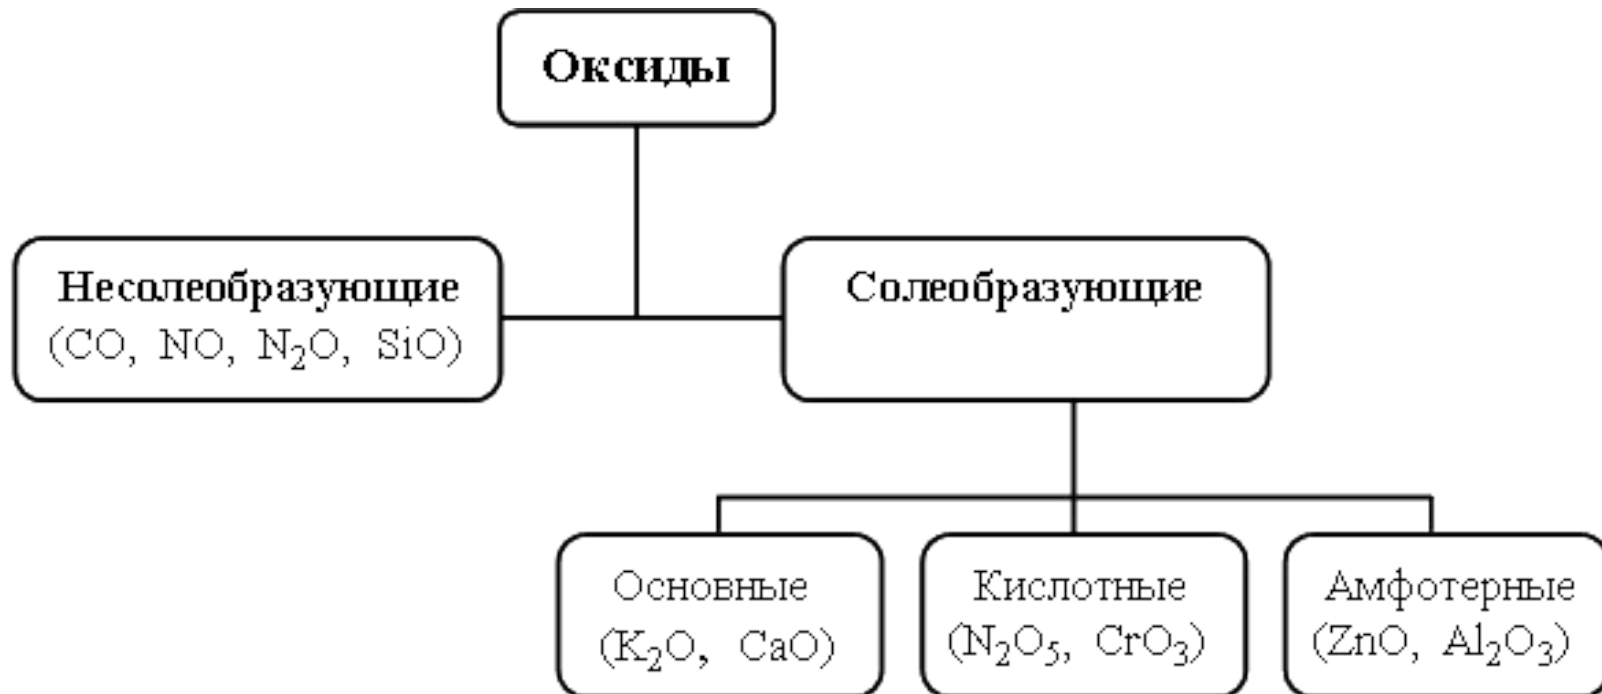 Оксиды
Несолеобразующие
(CO, NO, N₂O, SiO)
Солеобразующие
Основные
(K₂O, CaO)
Кислотные
(N₂O₅, CrO₃)
Амфотерные
(ZnO, Al₂O₃)